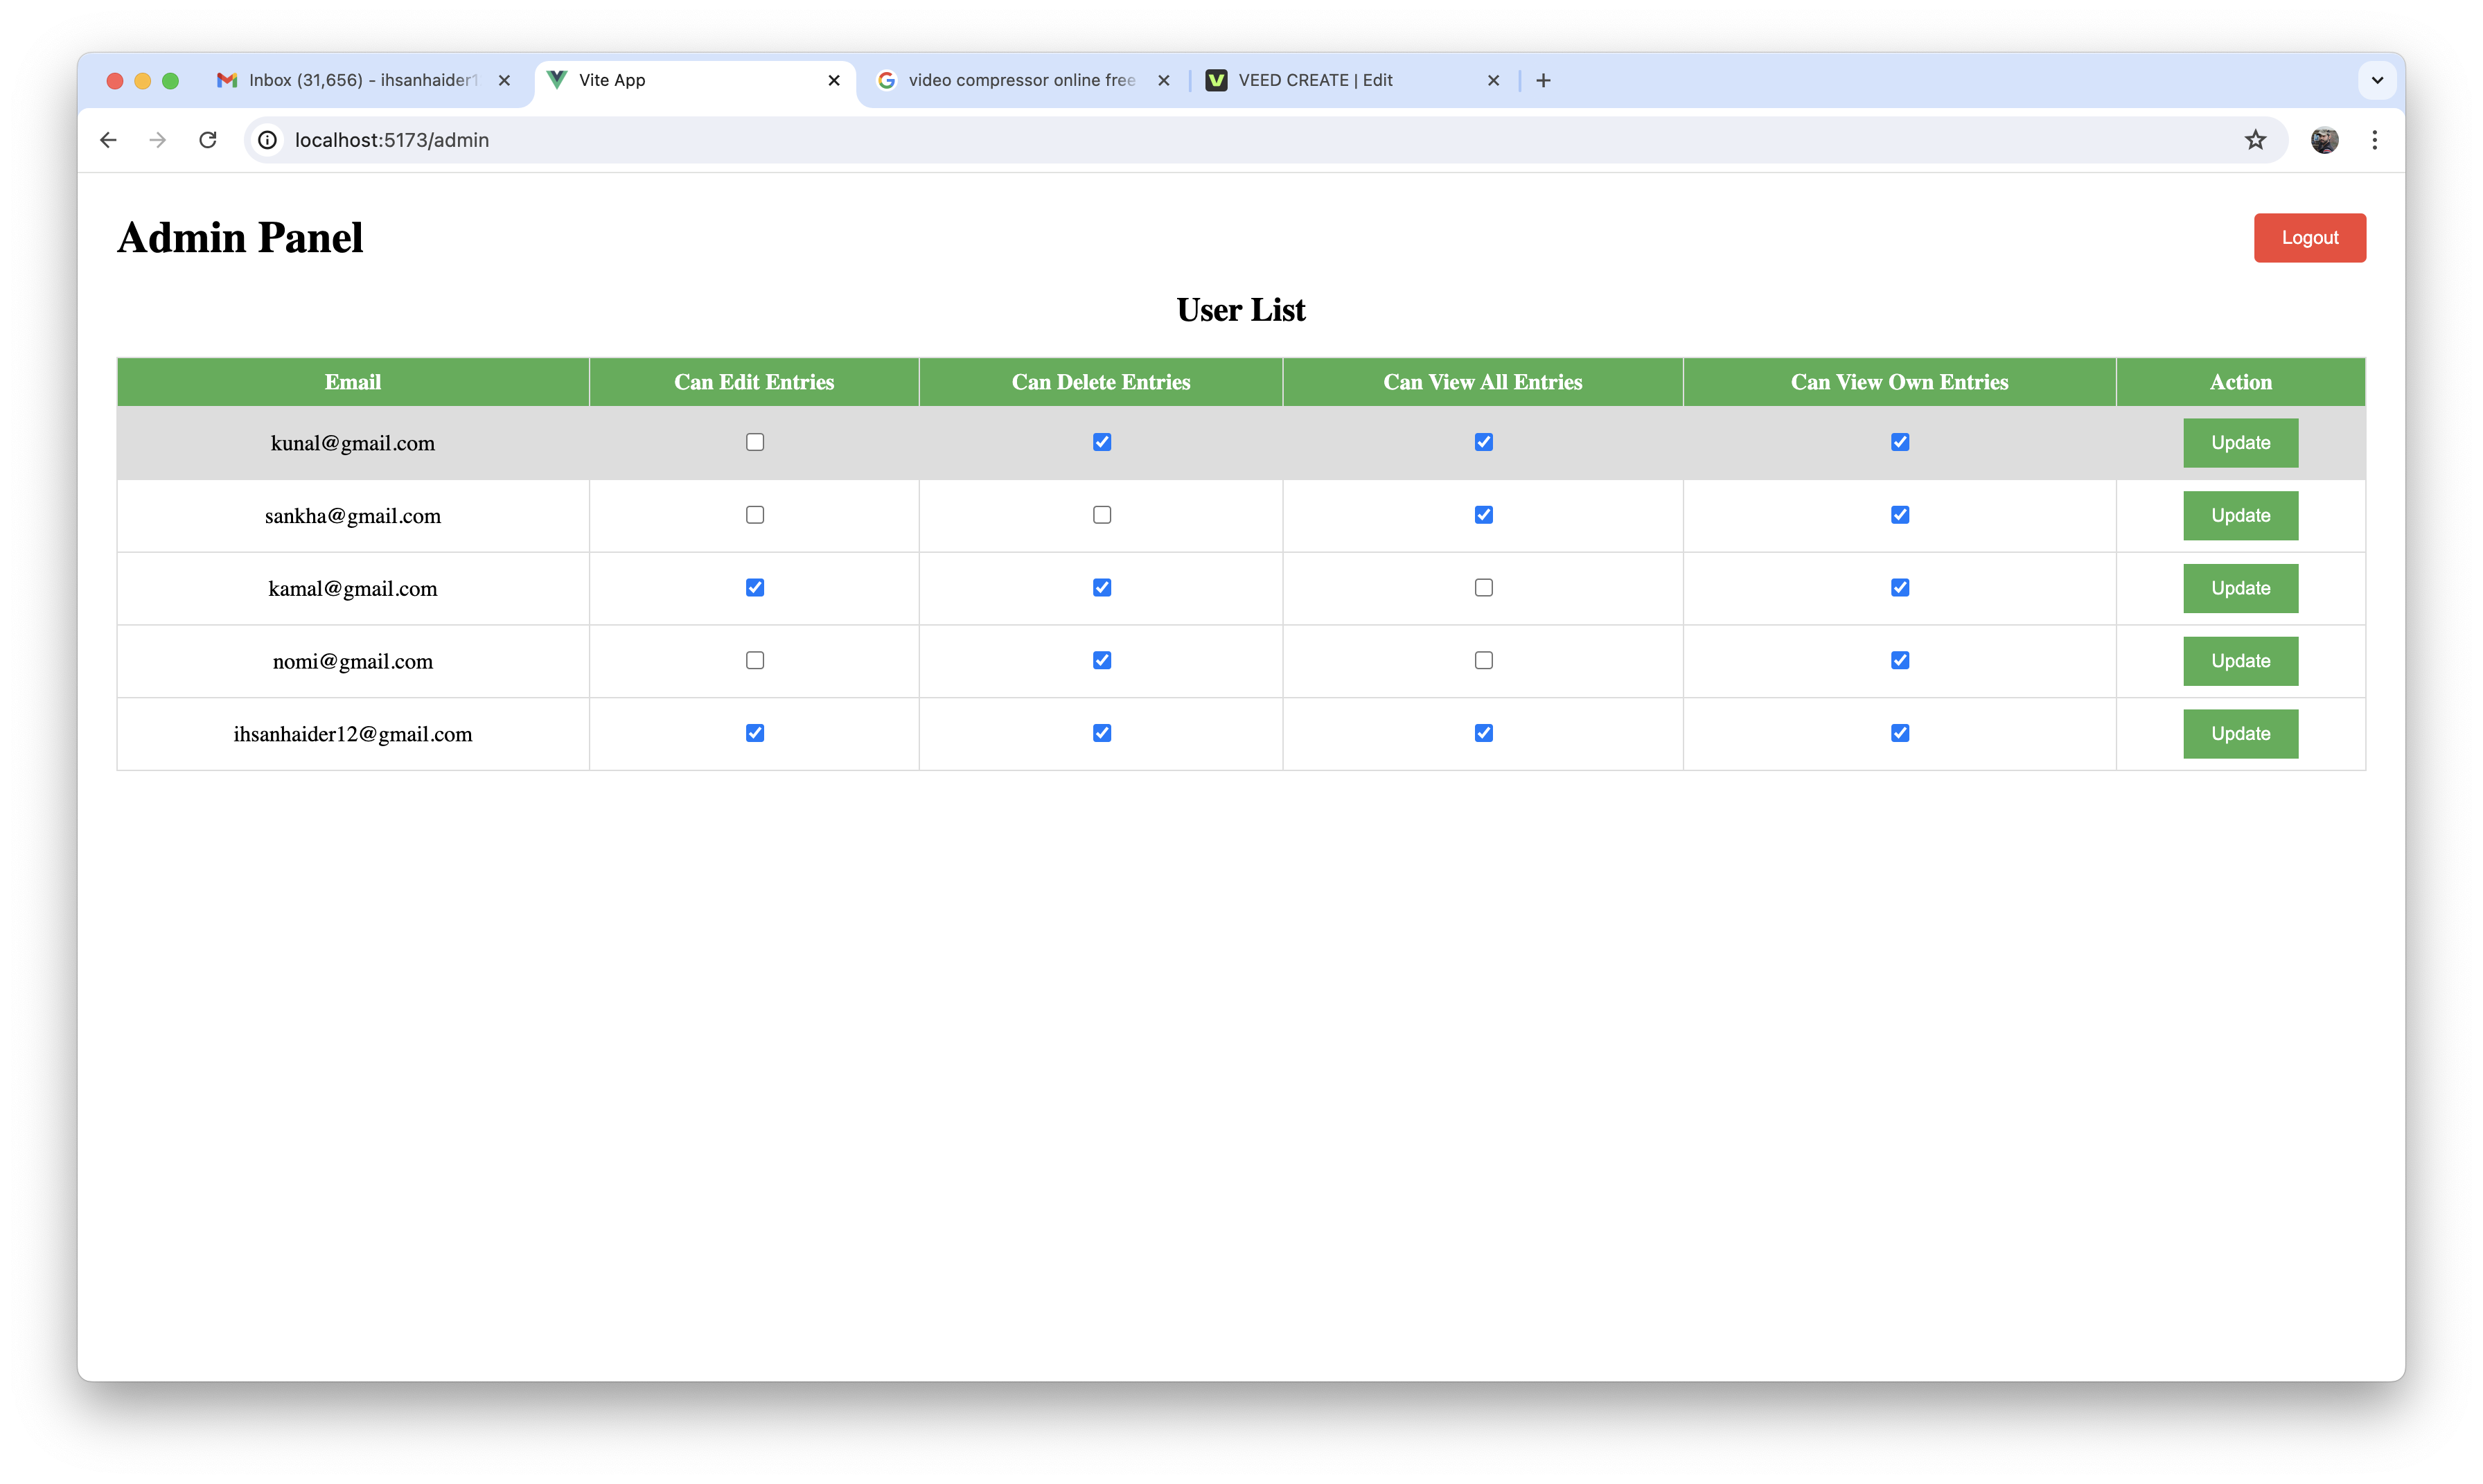 Inbox (31,656) - ihsanhaider1
Vite App
video compressor online free
VEED CREATE | Edit
localhost:5173/admin
Admin Panel
Logout
User List
Email Can Edit Entries Can Delete Entries Can View All Entries Can View Own Entries Action
kunal@gmail.com Update
sankha@gmail.com Update
kamal@gmail.com Update
nomi@gmail.com Update
ihsanhaider12@gmail.com Update